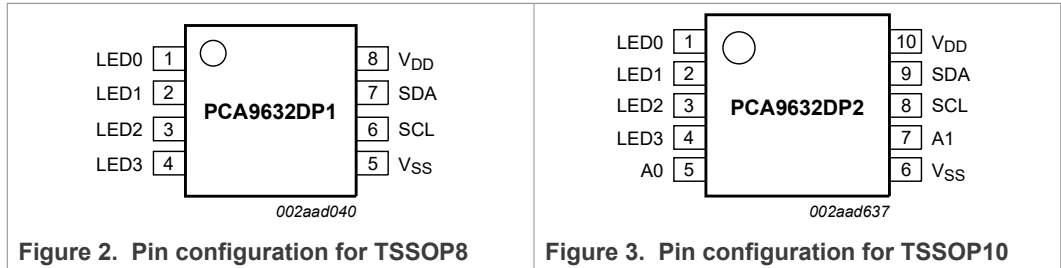 LED0 1 8 VDD
LED1 2 7 SDA
PCA9632DP1
LED2 3 6 SCL
LED3 4 5 VSS
002aad040
Figure 2. Pin configuration for TSSOP8
LED0 1 10 VDD
LED1 2 9 SDA
LED2 3 PCA9632DP2 8 SCL
LED3 4 7 A1
A0 5 6 VSS
002aad637
Figure 3. Pin configuration for TSSOP10